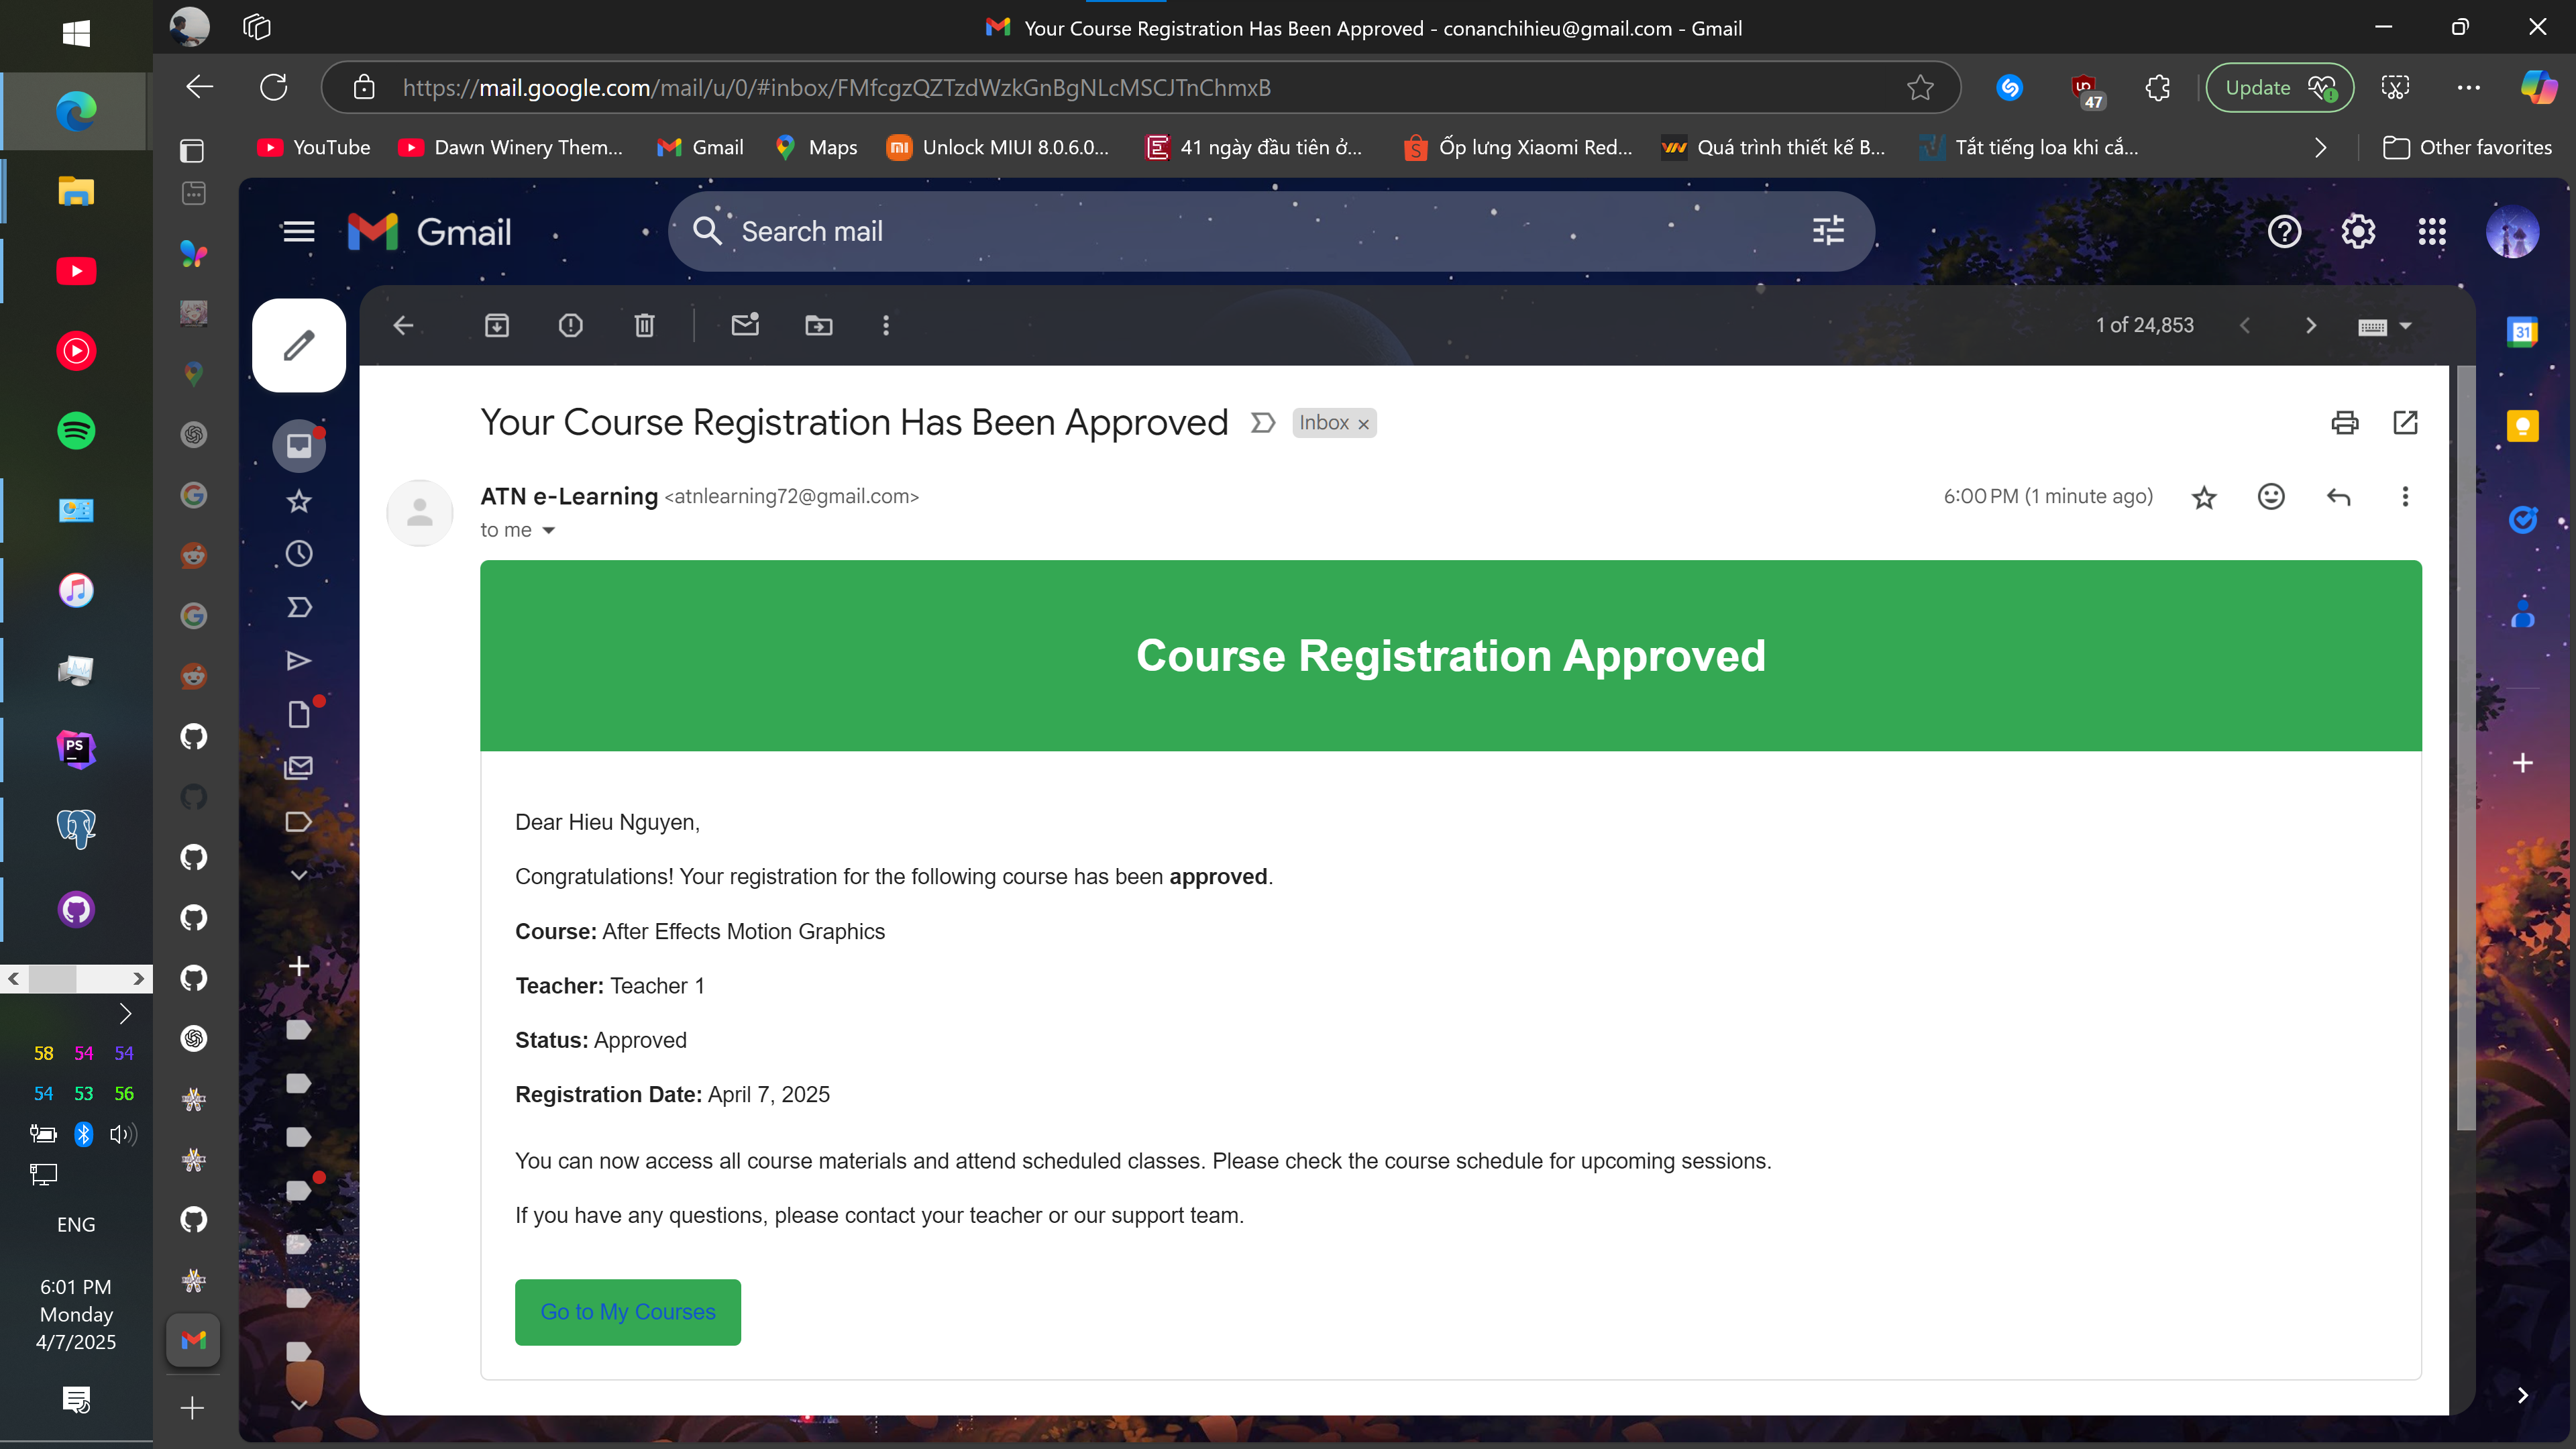 Your Course Registration Has Been Approved - conanchihieu@gmail.com - Gmail
https://mail.google.com/mail/u/0/#inbox/FMfcgzQZTzdWzkGnBgNLcMSCJTnChmxB
47
Update
YouTube
Dawn Winery Them...
Gmail
Maps
Unlock MIUI 8.0.6.0...
41 ngày đầu tiên ở...
Ốp lưng Xiaomi Red...
Quá trình thiết kế B...
Tắt tiếng loa khi cắ...
Other favorites
Gmail
Search mail
1 of 24,853
31
Your Course Registration Has Been Approved
Inbox ×
ATN e-Learning <atnlearning72@gmail.com>
6:00 PM (1 minute ago)
to me
Course Registration Approved
Dear Hieu Nguyen,
Congratulations! Your registration for the following course has been approved.
Course: After Effects Motion Graphics
Teacher: Teacher 1
Status: Approved
Registration Date: April 7, 2025
You can now access all course materials and attend scheduled classes. Please check the course schedule for upcoming sessions.
If you have any questions, please contact your teacher or our support team.
Go to My Courses
PS
58 54 54
54 53 56
ENG
6:01 PM
Monday
4/7/2025